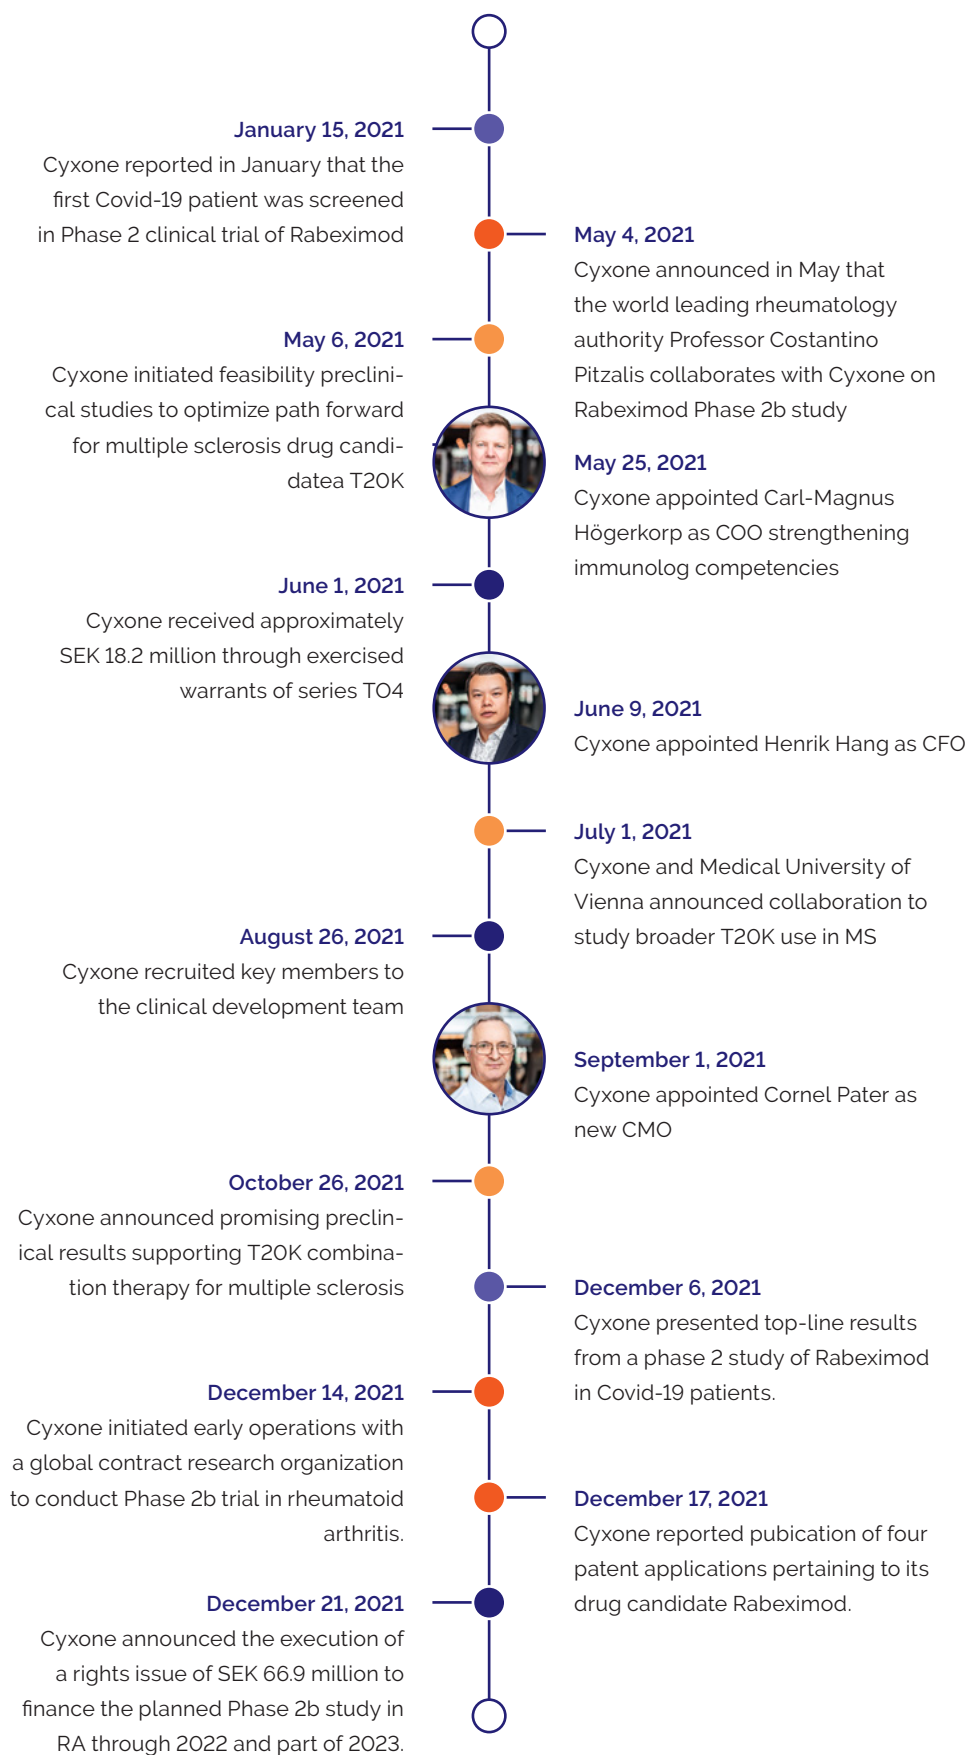 January 15, 2021
Cyxone reported in January that the
first Covid-19 patient was screened
in Phase 2 clinical trial of Rabeximod
May 4, 2021
Cyxone announced in May that
the world leading rheumatology
authority Professor Costantino
Pitzalis collaborates with Cyxone on
Rabeximod Phase 2b study
May 6, 2021
Cyxone initiated feasibility preclini-
cal studies to optimize path forward
for multiple sclerosis drug candi-
datea T20K
May 25, 2021
Cyxone appointed Carl-Magnus
Högerkorp as COO strengthening
immunolog competencies
June 1, 2021
Cyxone received approximately
SEK 18.2 million through exercised
warrants of series TO4
June 9, 2021
Cyxone appointed Henrik Hang as CFO
July 1, 2021
Cyxone and Medical University of
Vienna announced collaboration to
study broader T20K use in MS
August 26, 2021
Cyxone recruited key members to
the clinical development team
September 1, 2021
Cyxone appointed Cornel Pater as
new CMO
October 26, 2021
Cyxone announced promising preclin-
ical results supporting T20K combina-
tion therapy for multiple sclerosis
December 6, 2021
Cyxone presented top-line results
from a phase 2 study of Rabeximod
in Covid-19 patients.
December 14, 2021
Cyxone initiated early operations with
a global contract research organization
to conduct Phase 2b trial in rheumatoid
arthritis.
December 17, 2021
Cyxone reported pubication of four
patent applications pertaining to its
drug candidate Rabeximod.
December 21, 2021
Cyxone announced the execution of
a rights issue of SEK 66.9 million to
finance the planned Phase 2b study in
RA through 2022 and part of 2023.